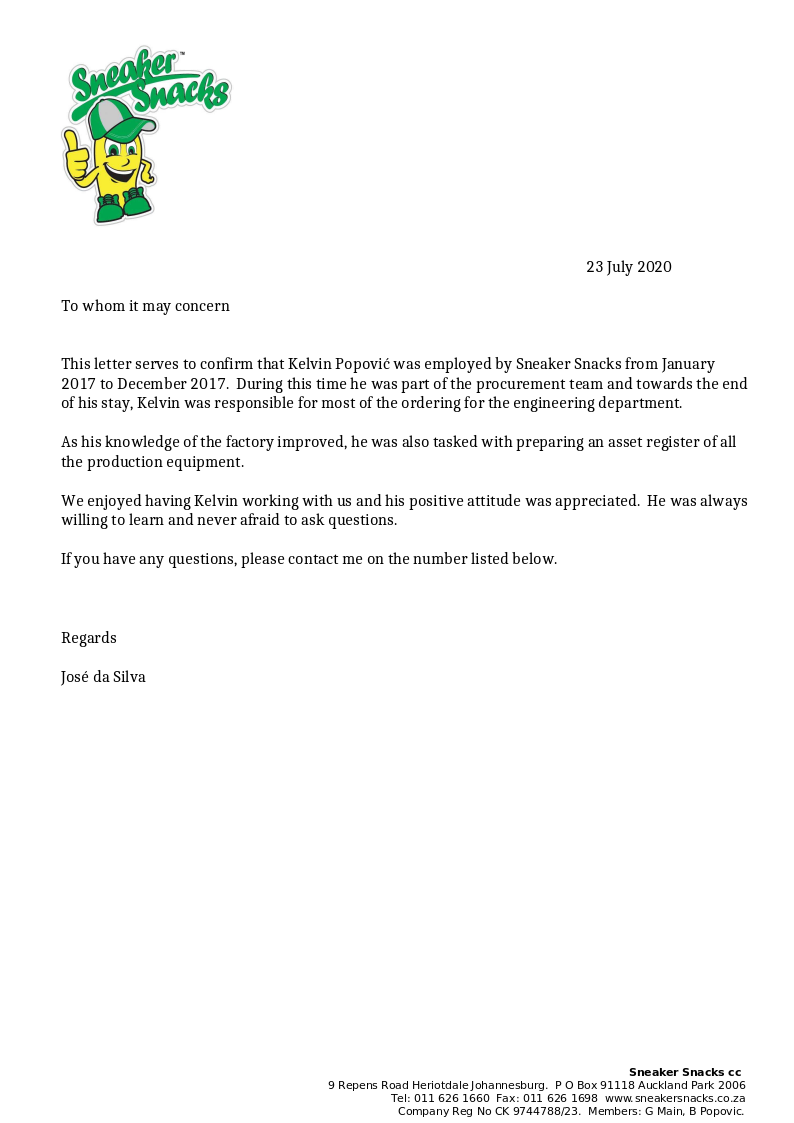 Sneaker ™
Snacks
23 July 2020
To whom it may concern
This letter serves to confirm that Kelvin Popović was employed by Sneaker Snacks from January
2017 to December 2017.  During this time he was part of the procurement team and towards the end
of his stay, Kelvin was responsible for most of the ordering for the engineering department.
As his knowledge of the factory improved, he was also tasked with preparing an asset register of all
the production equipment.
We enjoyed having Kelvin working with us and his positive attitude was appreciated.  He was always
willing to learn and never afraid to ask questions.
If you have any questions, please contact me on the number listed below.
Regards
José da Silva
Sneaker Snacks cc
9 Repens Road Heriotdale Johannesburg.  P O Box 91118 Auckland Park 2006
Tel: 011 626 1660  Fax: 011 626 1698  www.sneakersnacks.co.za
Company Reg No CK 9744788/23.  Members: G Main, B Popovic.